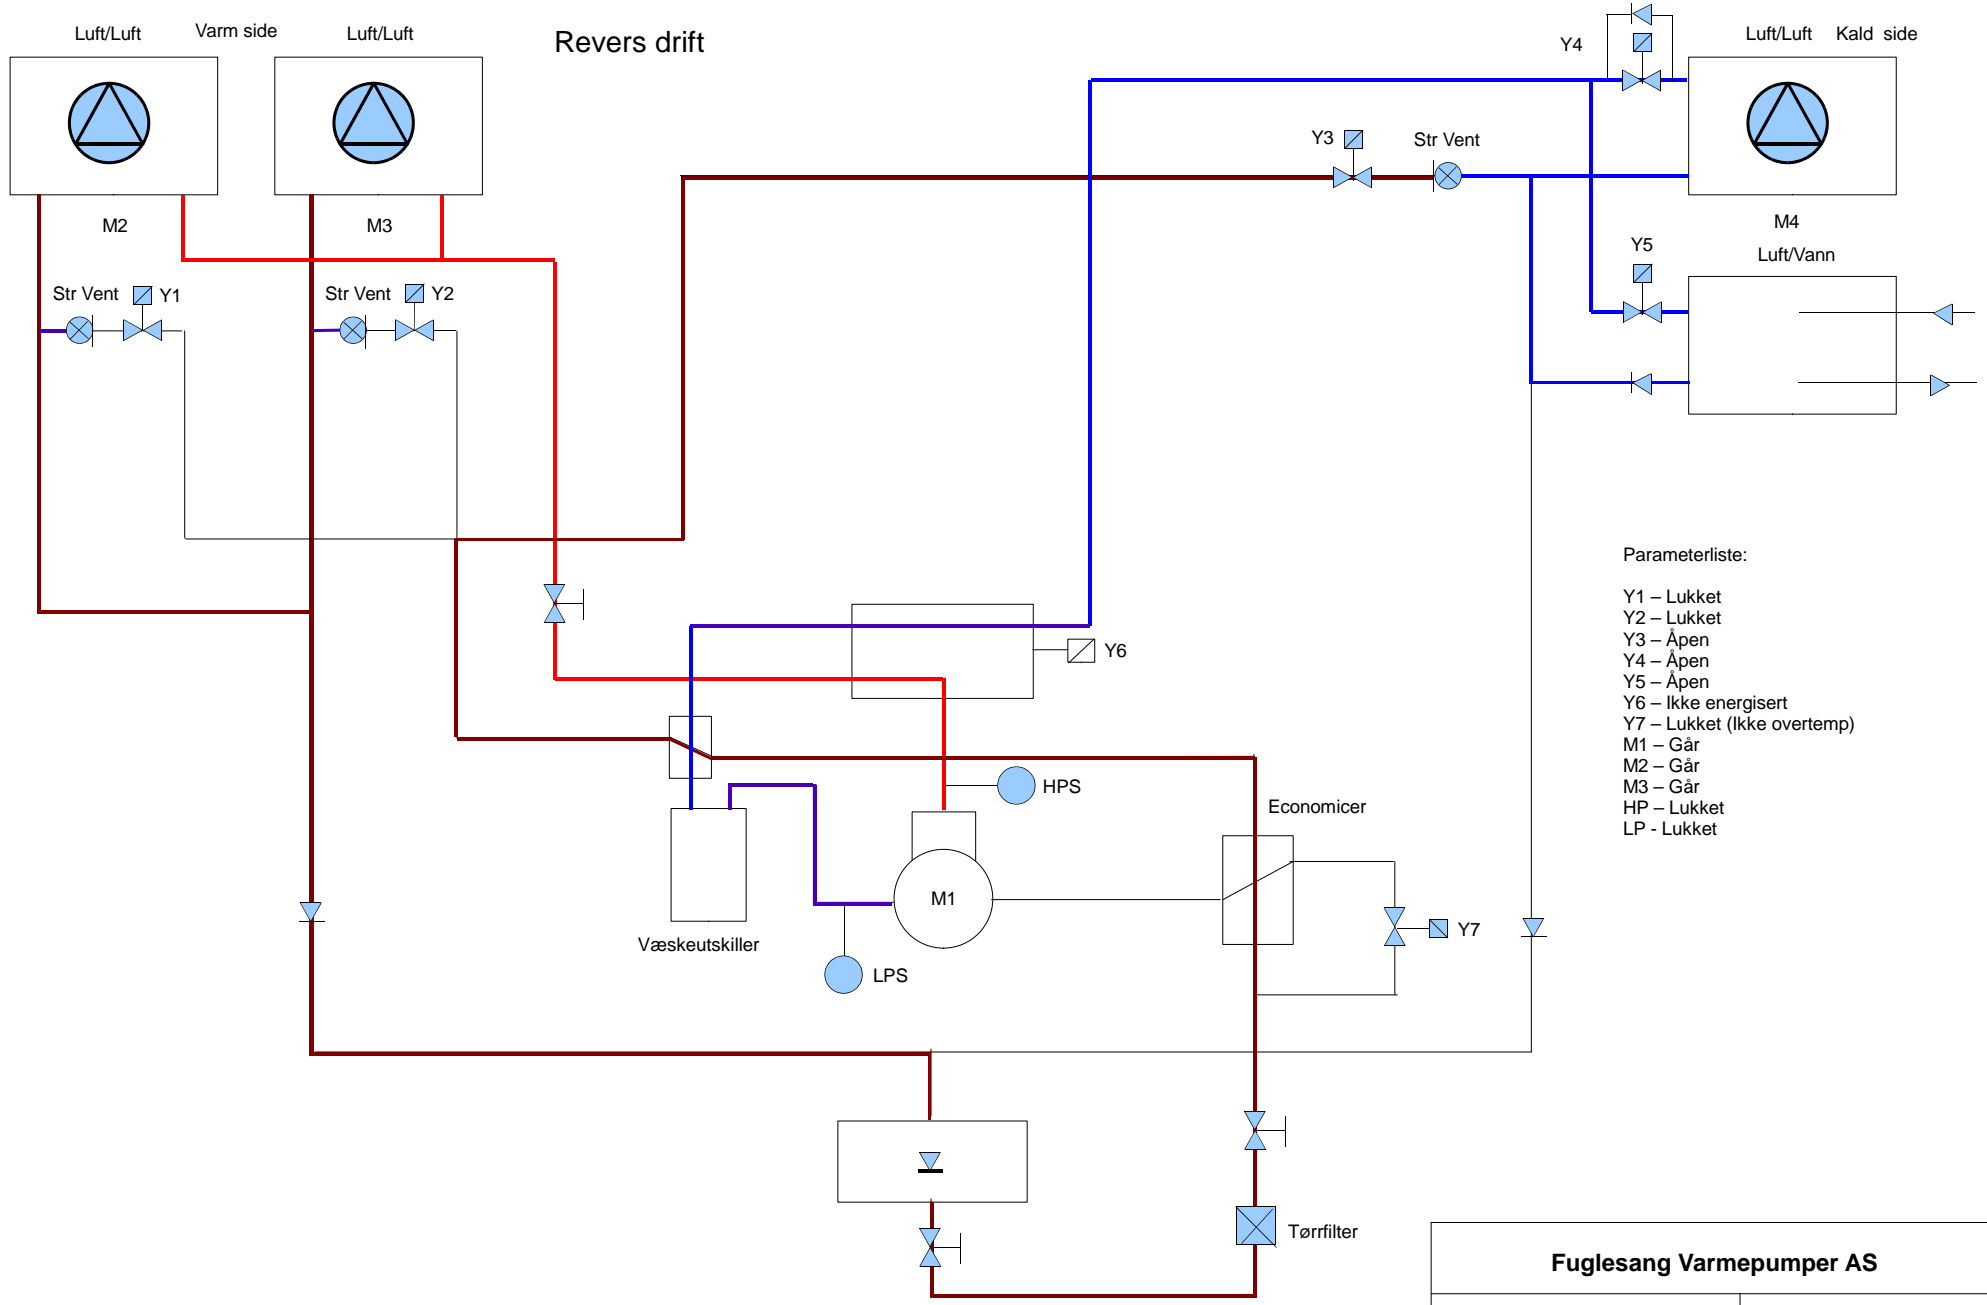 Luft/Luft
Varm side
Luft/Luft
Revers drift
Y4
Luft/Luft
Kald side
Y3
Str Vent
M2
M3
M4
Y5
Luft/Vann
Str Vent
Y1
Str Vent
Y2
Parameterliste:
Y1 – Lukket
Y2 – Lukket
Y3 – Åpen
Y4 – Åpen
Y5 – Åpen
Y6 – Ikke energisert
Y7 – Lukket (Ikke overtemp)
M1 – Går
M2 – Går
M3 – Går
HP – Lukket
LP - Lukket
Y6
HPS
Economicer
M1
Væskeutskiller
LPS
Y7
Tørrfilter
Fuglesang Varmepumper AS